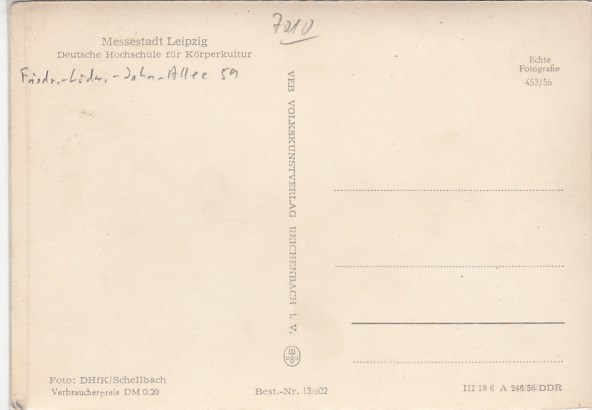 7010
Messestadt Leipzig
Deutsche Hochschule für Körperkultur
Friedr.-Ludw.-Jahn-Allee 59
Echte
Fotografie
453/56
VEB VOLKSKUNSTVERLAG REICHENBACH i. V.
Foto: DHfK/Schellbach
Verbraucherpreis DM 0.20
Best.-Nr. 13/602
III 18 6 A 246/56/DDR